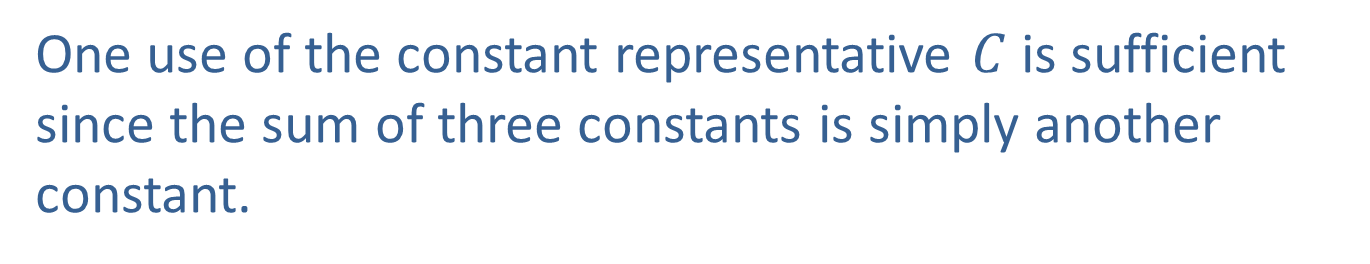 One use of the constant representative C is sufficient
since the sum of three constants is simply another
constant.